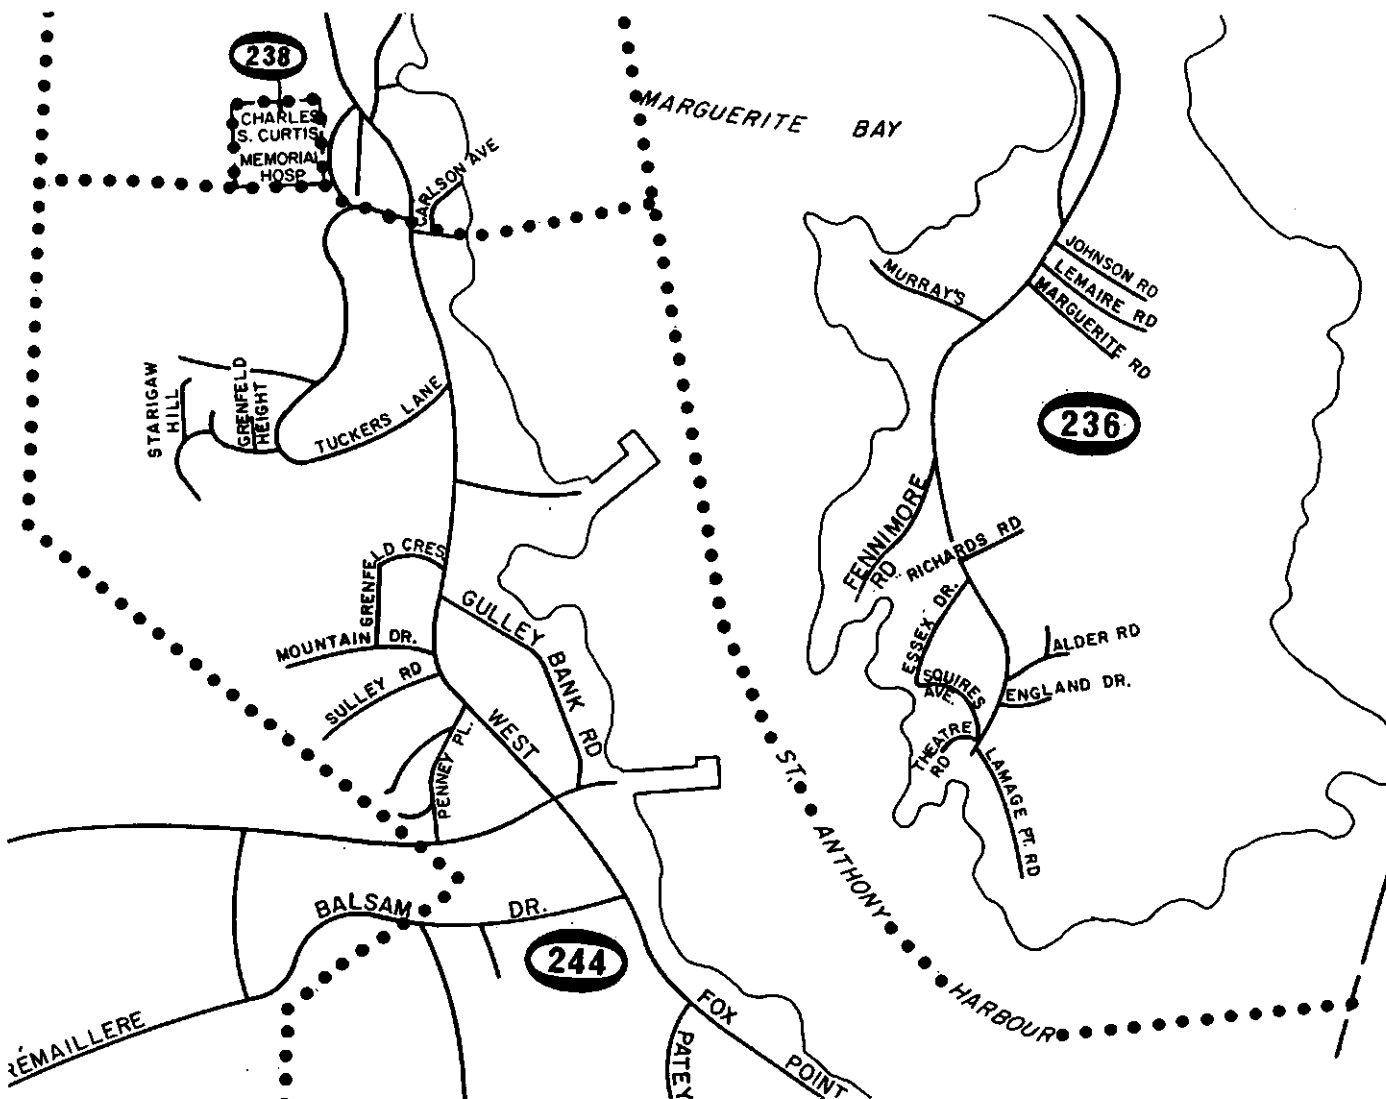 238
CHARLES
S. CURTIS
MEMORIAL
HOSP
MARGUERITE BAY
CARLSON AVE
JOHNSON RD
LEMAIRE RD
MARGUERITE RD
MURRAY'S
STARIGAW
HILL
GRENFELD
HEIGHT
TUCKERS LANE
236
FENNIMORE
RD
RICHARDS RD
GRENFELD CRES
GULLEY BANK RD
MOUNTAIN DR.
SULLEY RD
ESSEX DR.
SQUIRES
AVE.
ALDER RD
ENGLAND DR.
THEATRE
RD
LAMAGE PT. RD
PENNEY PL.
WEST
ST. ANTHONY HARBOUR
BALSAM DR.
244
RÉMAILLERE
FOX POINT
PATEY